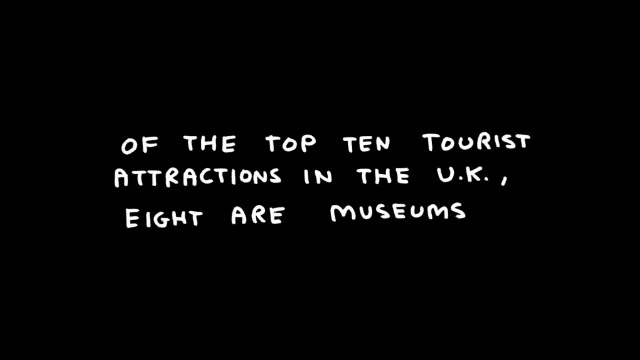 OF THE TOP TEN TOURIST
ATTRACTIONS IN THE U.K.,
EIGHT ARE MUSEUMS